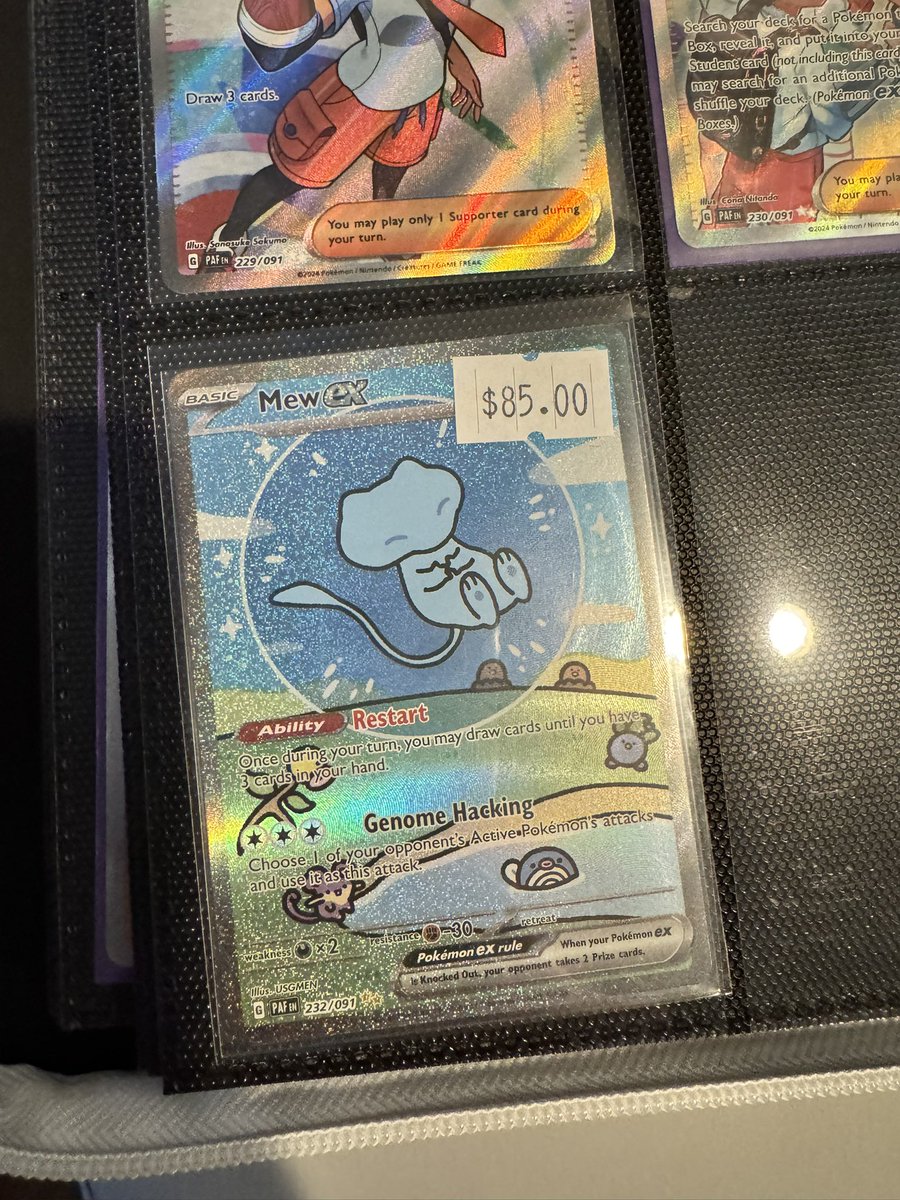 Draw 3 cards.
You may play only 1 Supporter card during
your turn.
Illus. Sanosuke Sakuma
G PAF EN 229/091
©2024 Pokémon / Nintendo / Creatures / GAME FREAK
Search your deck for a Pokémon
Box, reveal it, and put it into your
Student card (not including this card
may search for an additional
shuffle your deck. (Pokémon ex
Boxes.)
You may
your turn.
Illus. Cona Nitanda
G PAF EN 230/091
©2024 Pokémon / Nintendo
BASIC Mew ex
$85.00
Ability Restart
Once during your turn, you may draw cards until you have
3 cards in your hand.
Genome Hacking
Choose 1 of your opponent's Active Pokémon's attacks
and use it as this attack.
weakness ×2 resistance -30 retreat
Pokémon ex rule When your Pokémon ex
is Knocked Out, your opponent takes 2 Prize cards.
Illus. USGMEN
G PAF EN 232/091